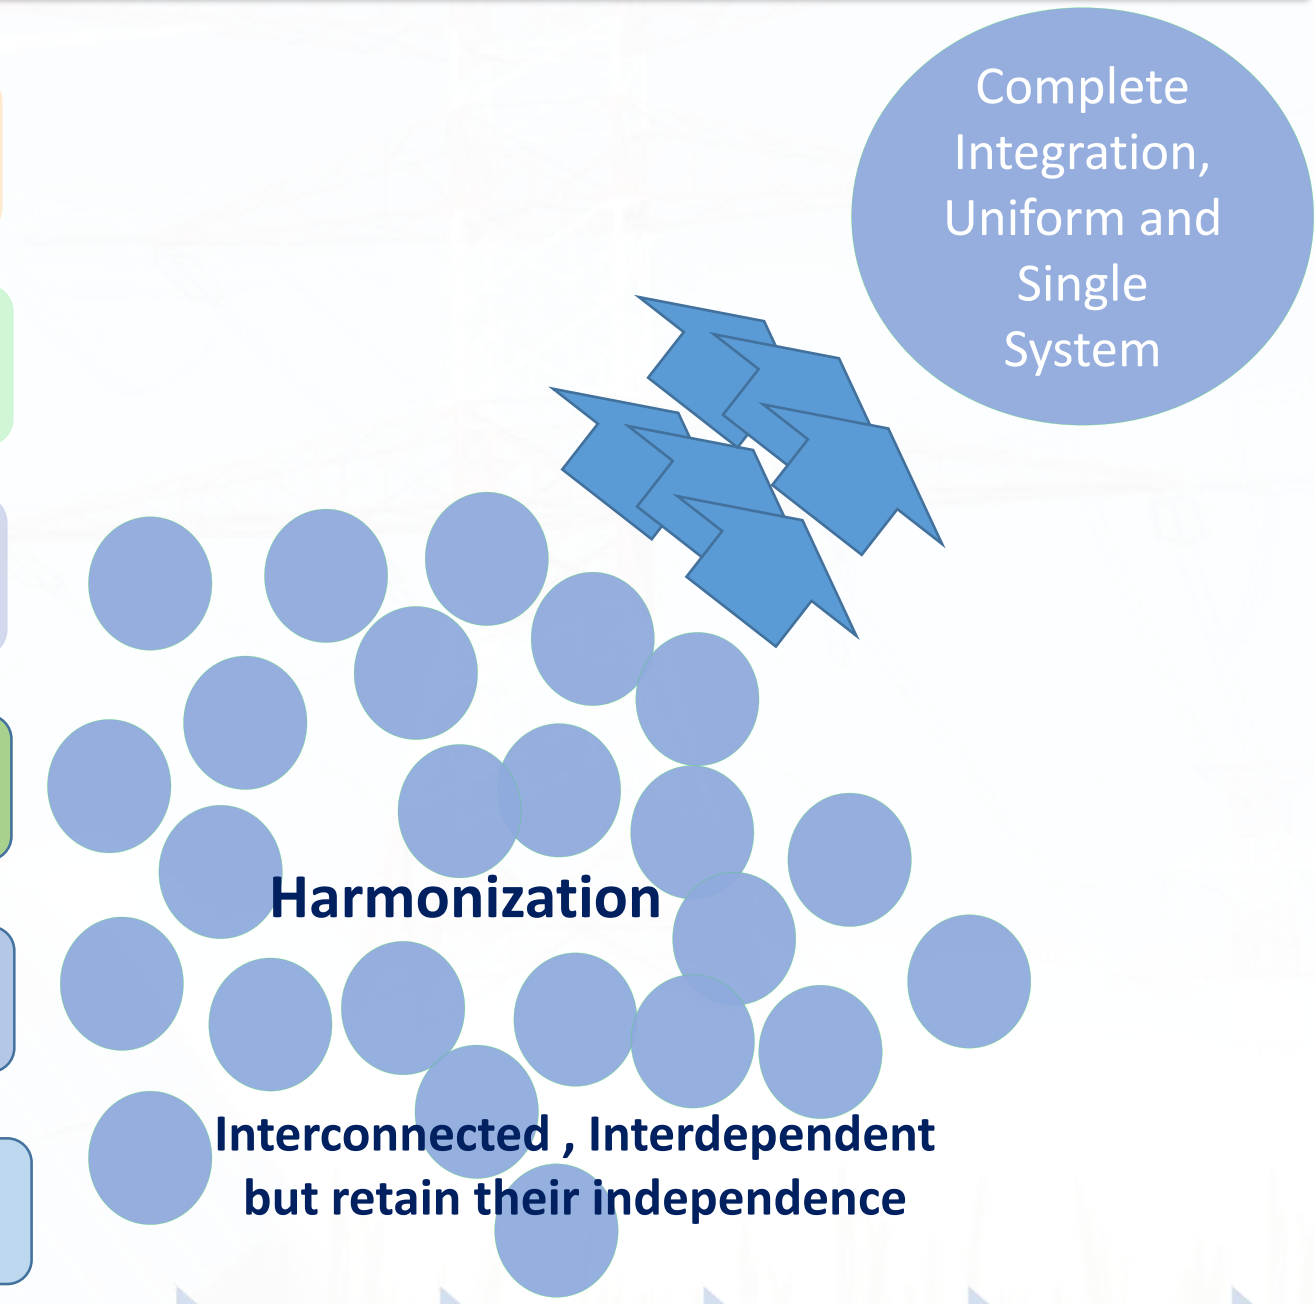 Complete
Integration,
Uniform and
Single
System
Harmonization
Interconnected , Interdependent
but retain their independence